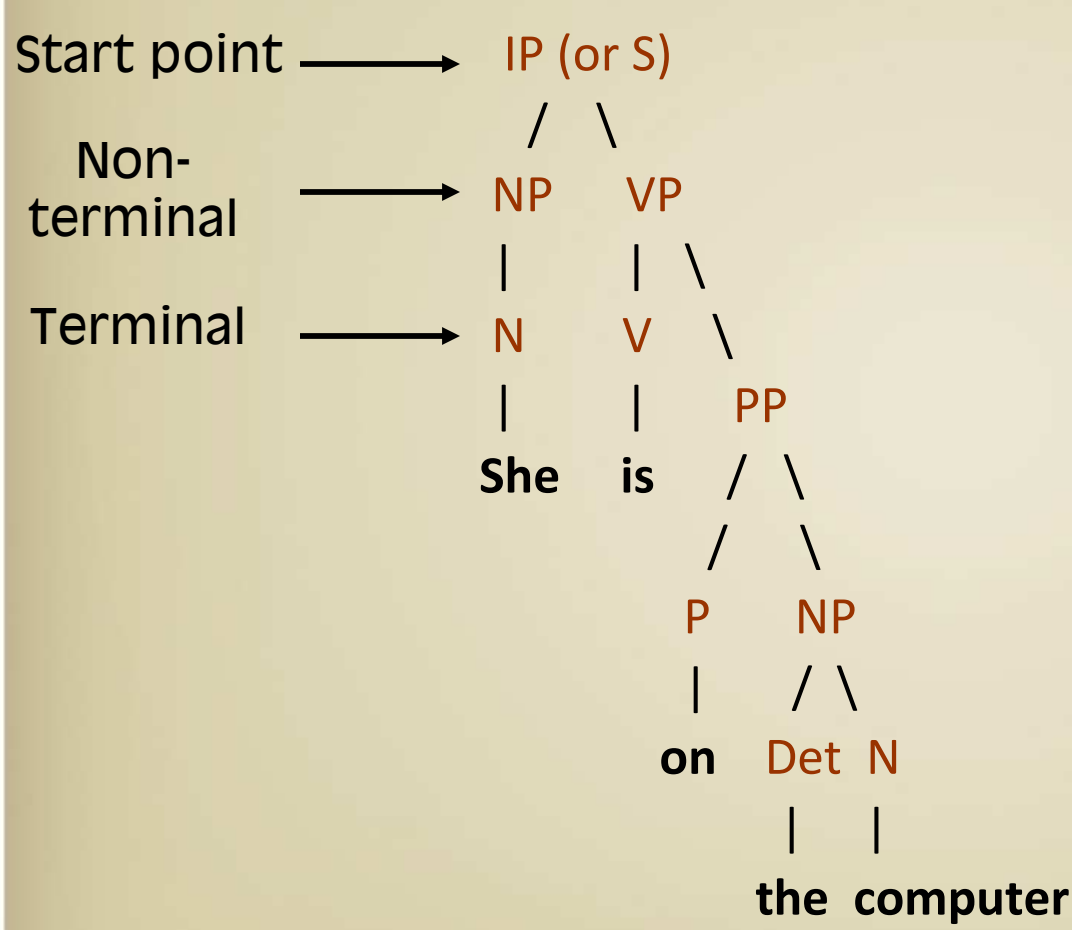 Start point IP (or S)
/ \
Non-
terminal NP VP
| | \
Terminal N V \
| | PP
She is / \
/ \
P NP
| / \
on Det N
| |
the computer